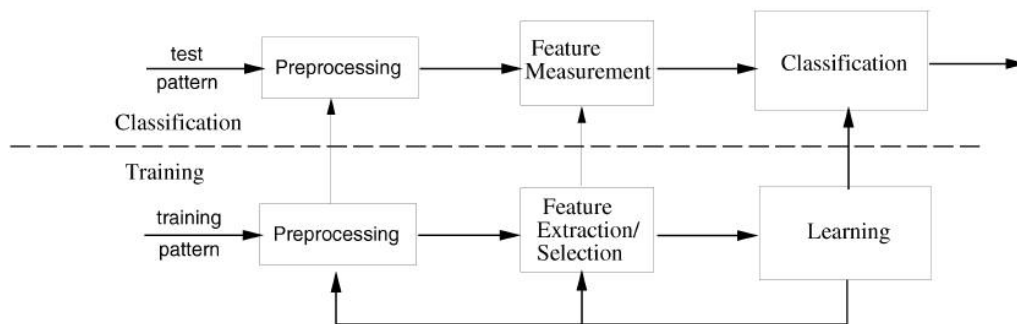 test
pattern
Preprocessing
Feature
Measurement
Classification
Classification
Training
training
pattern
Preprocessing
Feature
Extraction/
Selection
Learning